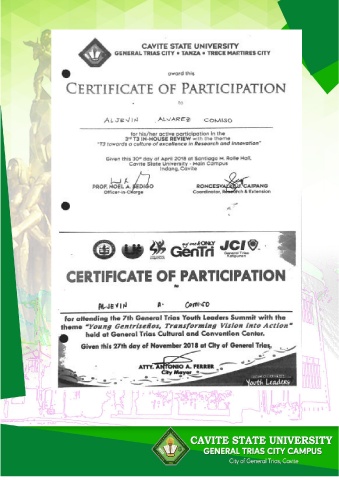 CAVITE STATE UNIVERSITY
GENERAL TRIAS CITY • TANZA • TRECE MARTIRES CITY
award this
CERTIFICATE OF PARTICIPATION
to
ALJEVIN ALVAREZ COMISO
for his/her active participation in the
3rd T3 IN-HOUSE REVIEW with the theme
"T3 towards a culture of excellence in Research and Innovation"
Given this 30th day of April 2018 at Santiago M. Rolle Hall,
Cavite State University - Main Campus
Indang, Cavite
PROF. NOEL A. SEDIGO
Officer-in-Charge
CAIPANG
Coordinator, Research & Extension
ONLY
GenTri
JCI
General Trias
CERTIFICATE OF PARTICIPATION
ALJEVIN A. COMISO
for attending the 7th General Trias Youth Leaders Summit with the
theme "Young Gentriseños, Transforming Vision into Action"
held at General Trias Cultural and Convention Center.
Given this 27th day of November 2018 at City of General Trias.
ATTY. ANTONIO A. FERRER
City Mayor
Youth Leaders
CAVITE STATE UNIVERSITY
GENERAL TRIAS CITY CAMPUS
City of General Trias, Cavite